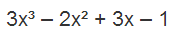 3x³ – 2x² + 3x – 1